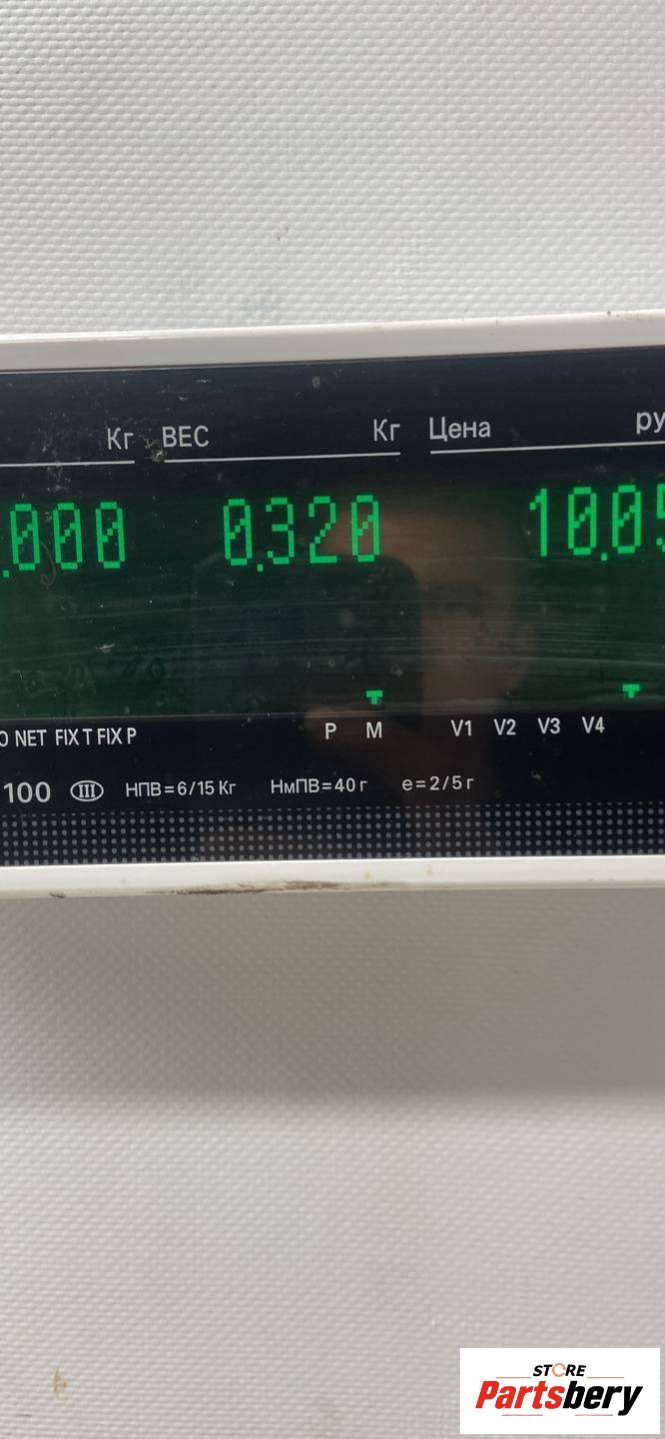 Кг ВЕС Кг Цена ру
.000 0.320 10.05
P M
NET FIX T FIX P V1 V2 V3 V4
100 III НПВ=6/15 Кг НмПВ=40 г e=2/5 г
STORE
Partsbery